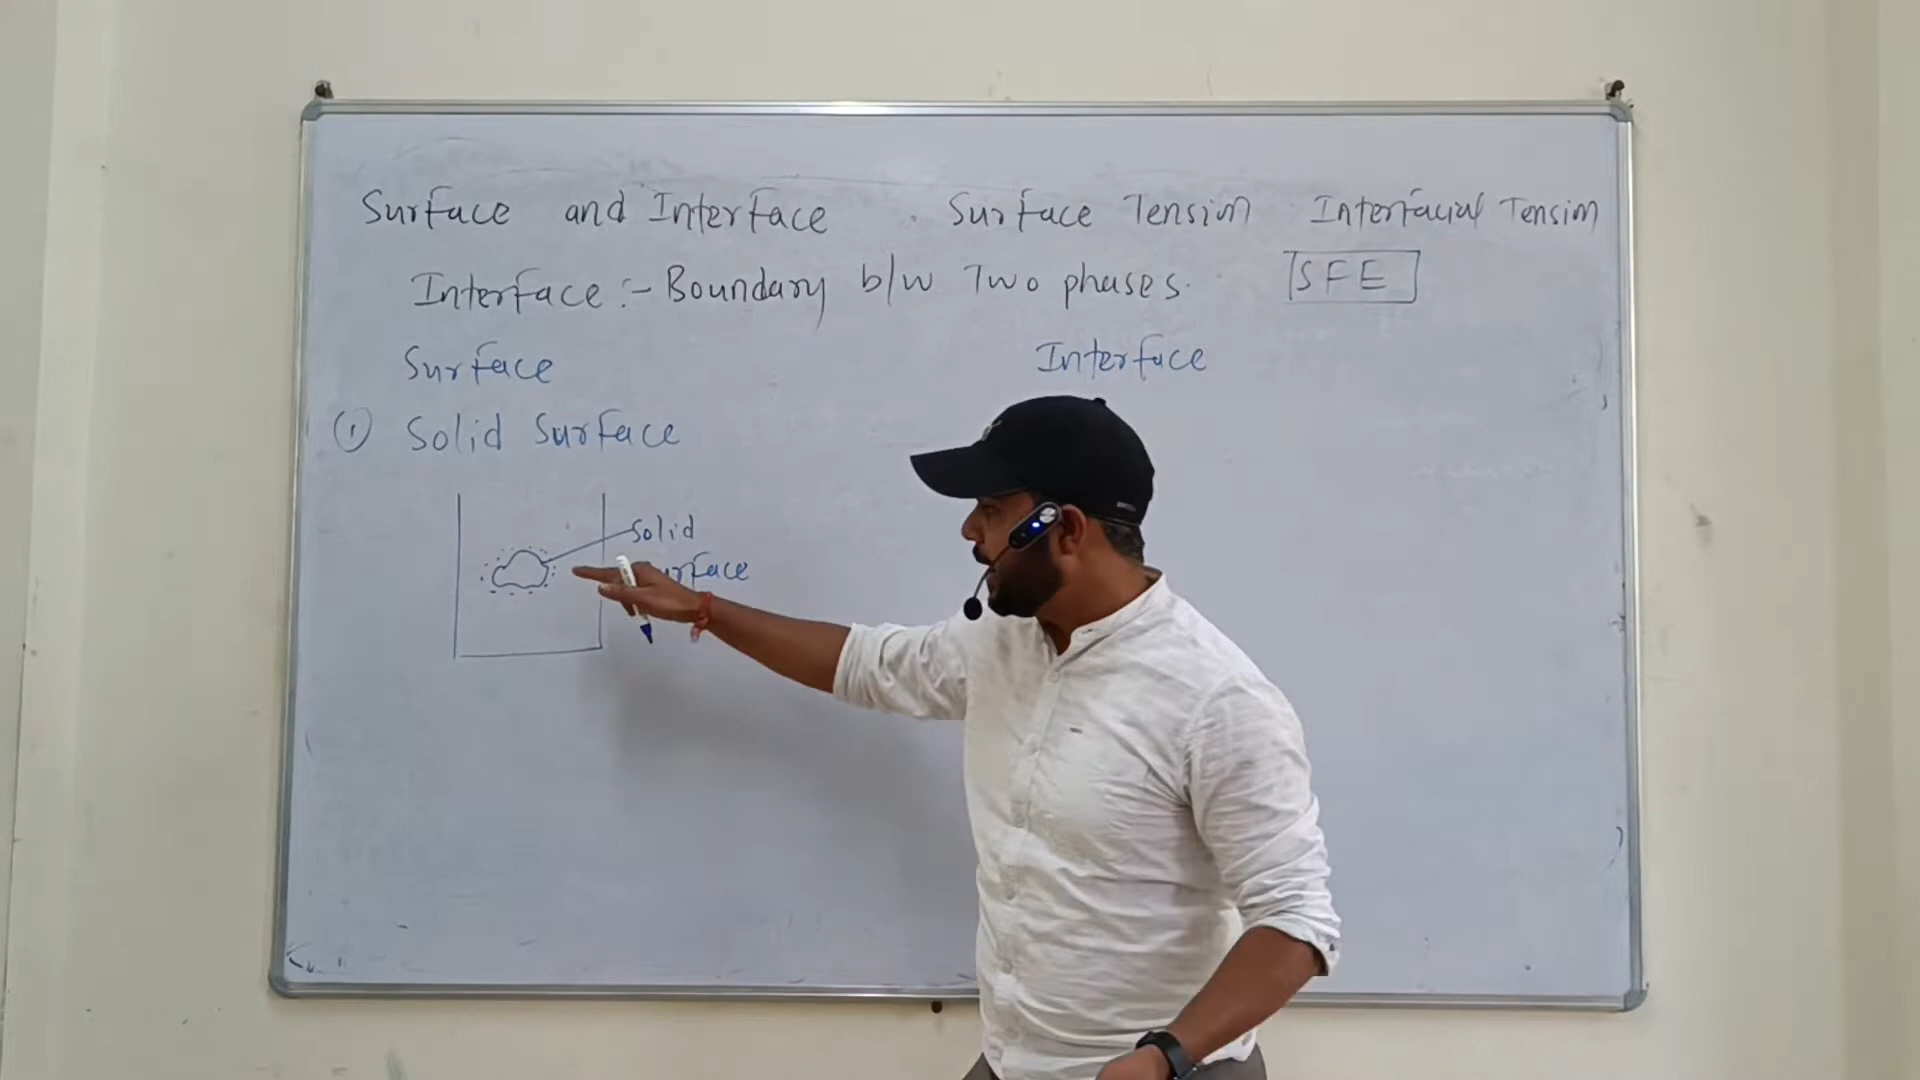 Surface and Interface . Surface Tension Interfacial Tension
Interface :- Boundary b/w Two phases. SFE
Surface Interface
① Solid Surface
Solid